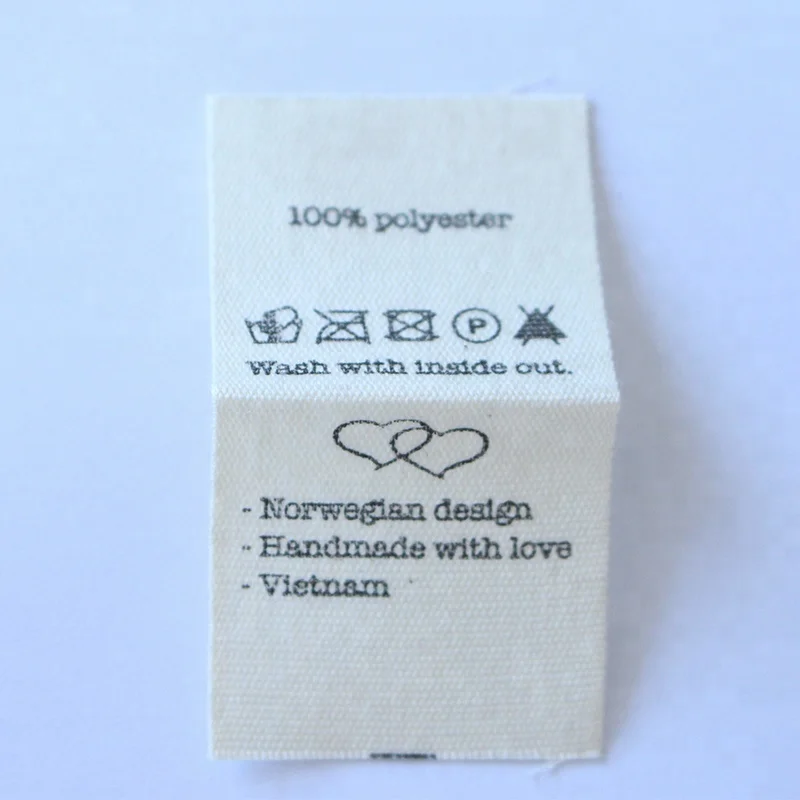 100% polyester
P
Wash with inside out.
- Norwegian design
- Handmade with love
- Vietnam